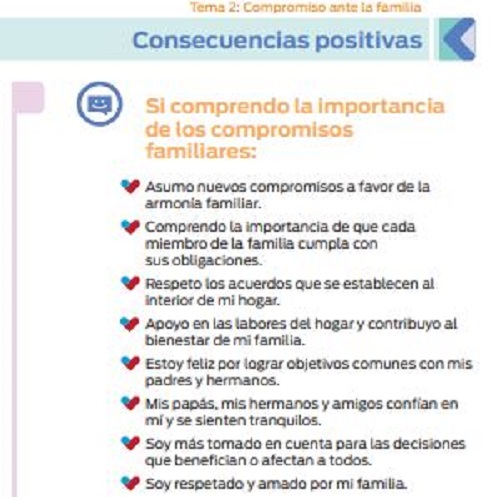 Tema 2: Compromiso ante la familia
Consecuencias positivas
Si comprendo la importancia
de los compromisos
familiares:
Asumo nuevos compromisos a favor de la
armonía familiar.
Comprendo la importancia de que cada
miembro de la familia cumpla con
sus obligaciones.
Respeto los acuerdos que se establecen al
interior de mi hogar.
Apoyo en las labores del hogar y contribuyo al
bienestar de mi familia.
Estoy feliz por lograr objetivos comunes con mis
padres y hermanos.
Mis papás, mis hermanos y amigos confían en
mí y se sienten tranquilos.
Soy más tomado en cuenta para las decisiones
que benefician o afectan a todos.
Soy respetado y amado por mi familia.